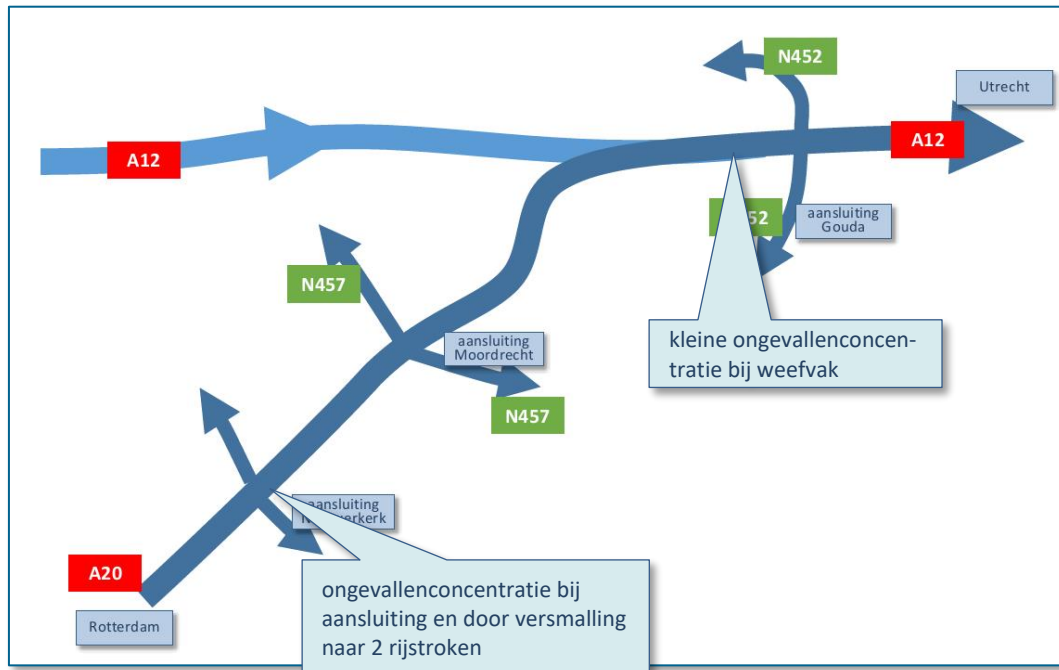 N452
Utrecht
A12
A12
52
aansluiting
Gouda
N457
aansluiting
Moordrecht
kleine ongevallenconcen-
tratie bij weefvak
N457
aansluiting
A20
Rotterdam
ongevallenconcentratie bij
aansluiting en door versmalling
naar 2 rijstroken